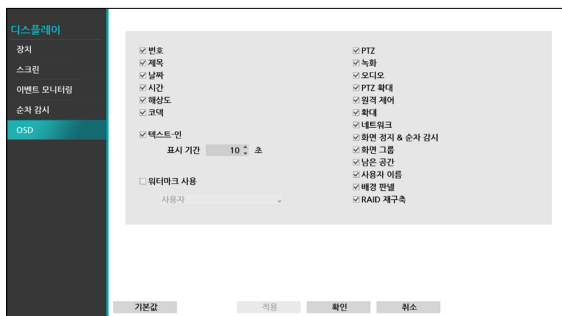 디스플레이
장치
스크린
이벤트 모니터링
순차 감시
OSD
번호
제목
날짜
시간
해상도
코덱
텍스트-인
표시 기간 10 초
워터마크 사용
사용자
PTZ
녹화
오디오
PTZ 확대
원격 제어
확대
네트워크
화면 정지 & 순차 감시
화면 그룹
남은 공간
사용자 이름
배경 판넬
RAID 재구축
기본값
적용
확인
취소